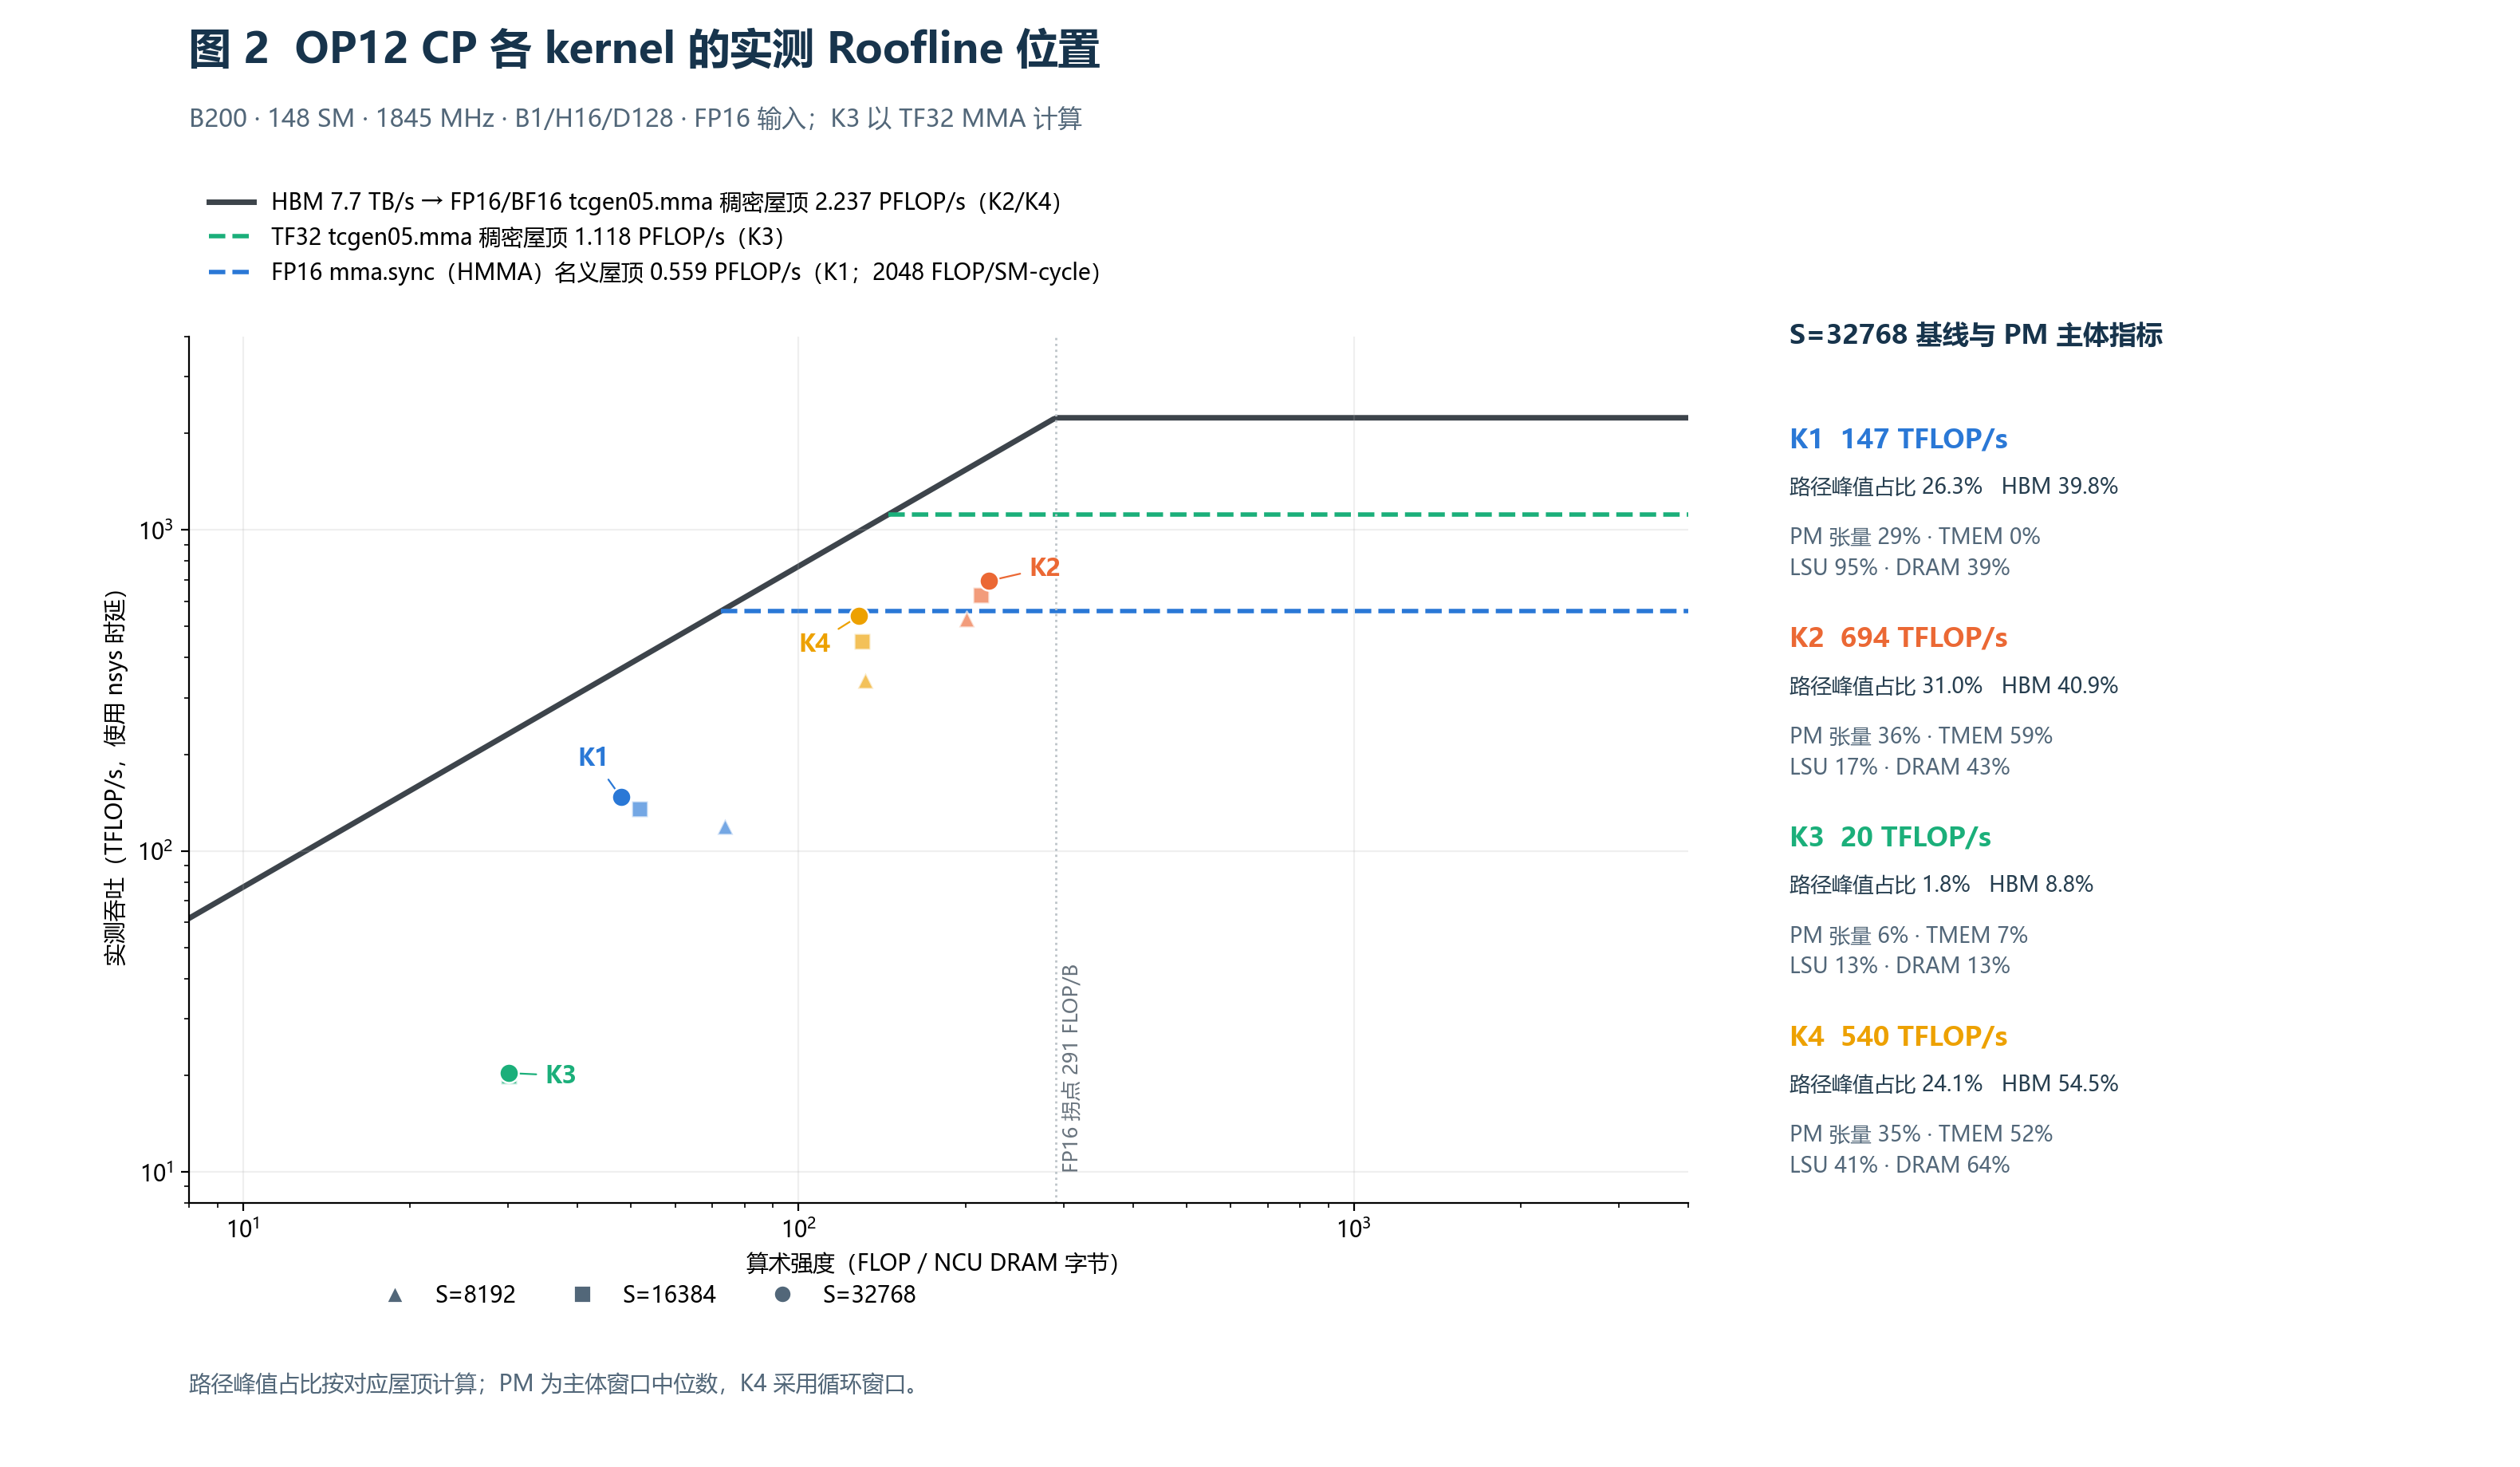 图 2  OP12 CP 各 kernel 的实测 Roofline 位置
B200 · 148 SM · 1845 MHz · B1/H16/D128 · FP16 输入；K3 以 TF32 MMA 计算
HBM 7.7 TB/s → FP16/BF16 tcgen05.mma 稠密屋顶 2.237 PFLOP/s（K2/K4）
TF32 tcgen05.mma 稠密屋顶 1.118 PFLOP/s（K3）
FP16 mma.sync（HMMA）名义屋顶 0.559 PFLOP/s（K1；2048 FLOP/SM-cycle）
实测吞吐（TFLOP/s，使用 nsys 时延）
10³
10²
10¹
K2
K4
K1
K3
FP16 拐点 291 FLOP/B
10¹
10²
10³
算术强度（FLOP / NCU DRAM 字节）
S=8192
S=16384
S=32768
S=32768 基线与 PM 主体指标
K1  147 TFLOP/s
路径峰值占比 26.3%   HBM 39.8%
PM 张量 29% · TMEM 0%
LSU 95% · DRAM 39%
K2  694 TFLOP/s
路径峰值占比 31.0%   HBM 40.9%
PM 张量 36% · TMEM 59%
LSU 17% · DRAM 43%
K3  20 TFLOP/s
路径峰值占比 1.8%   HBM 8.8%
PM 张量 6% · TMEM 7%
LSU 13% · DRAM 13%
K4  540 TFLOP/s
路径峰值占比 24.1%   HBM 54.5%
PM 张量 35% · TMEM 52%
LSU 41% · DRAM 64%
路径峰值占比按对应屋顶计算；PM 为主体窗口中位数，K4 采用循环窗口。